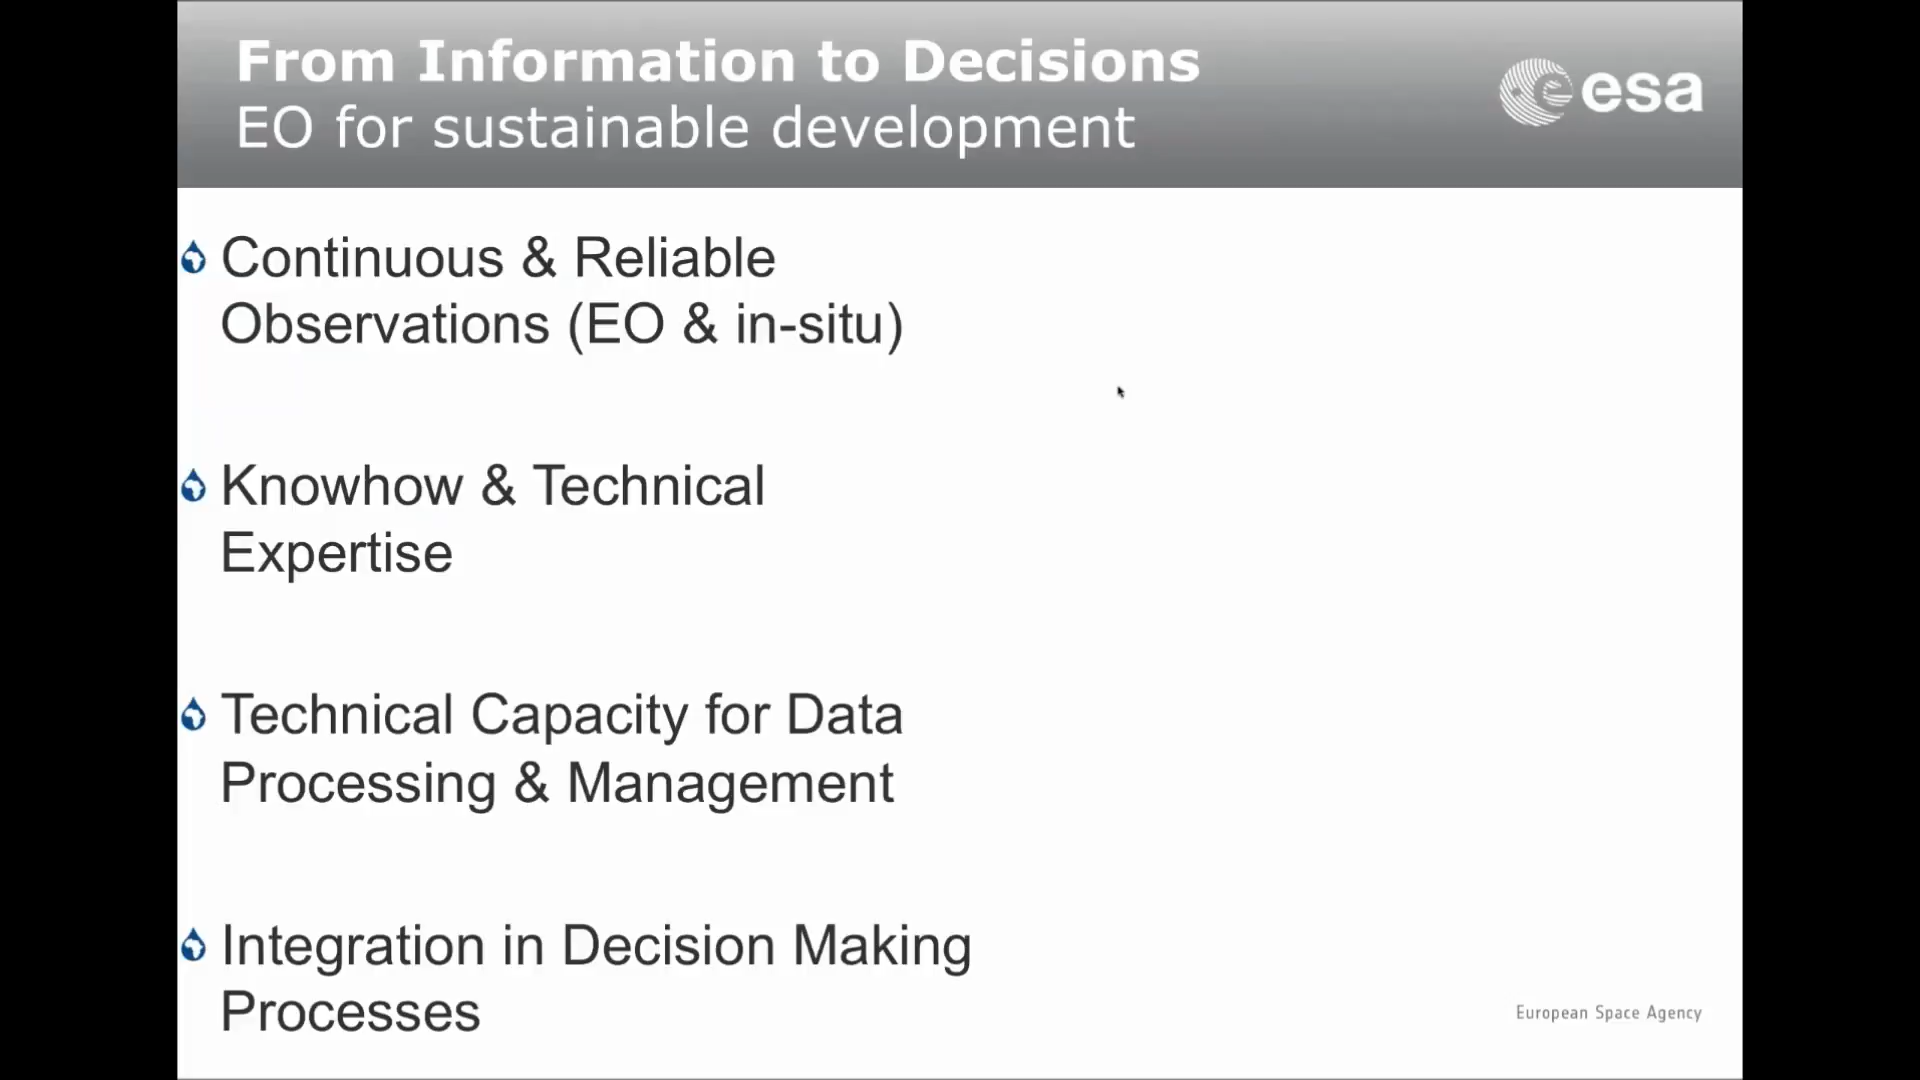 From Information to Decisions
EO for sustainable development
esa
Continuous & Reliable
Observations (EO & in-situ)
Knowhow & Technical
Expertise
Technical Capacity for Data
Processing & Management
Integration in Decision Making
Processes
European Space Agency